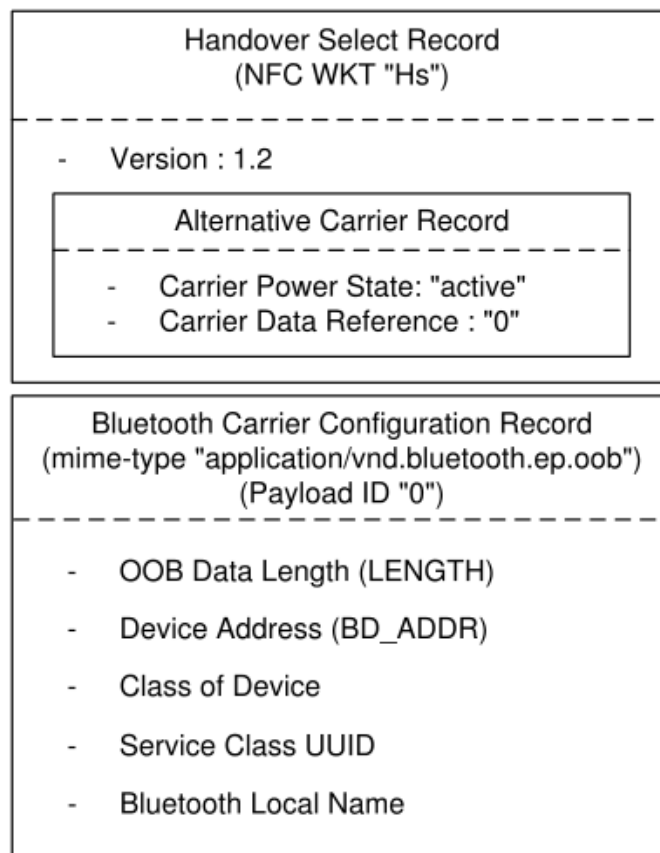 Handover Select Record
(NFC WKT "Hs")
- Version : 1.2
Alternative Carrier Record
- Carrier Power State: "active"
- Carrier Data Reference : "0"
Bluetooth Carrier Configuration Record
(mime-type "application/vnd.bluetooth.ep.oob")
(Payload ID "0")
- OOB Data Length (LENGTH)
- Device Address (BD_ADDR)
- Class of Device
- Service Class UUID
- Bluetooth Local Name